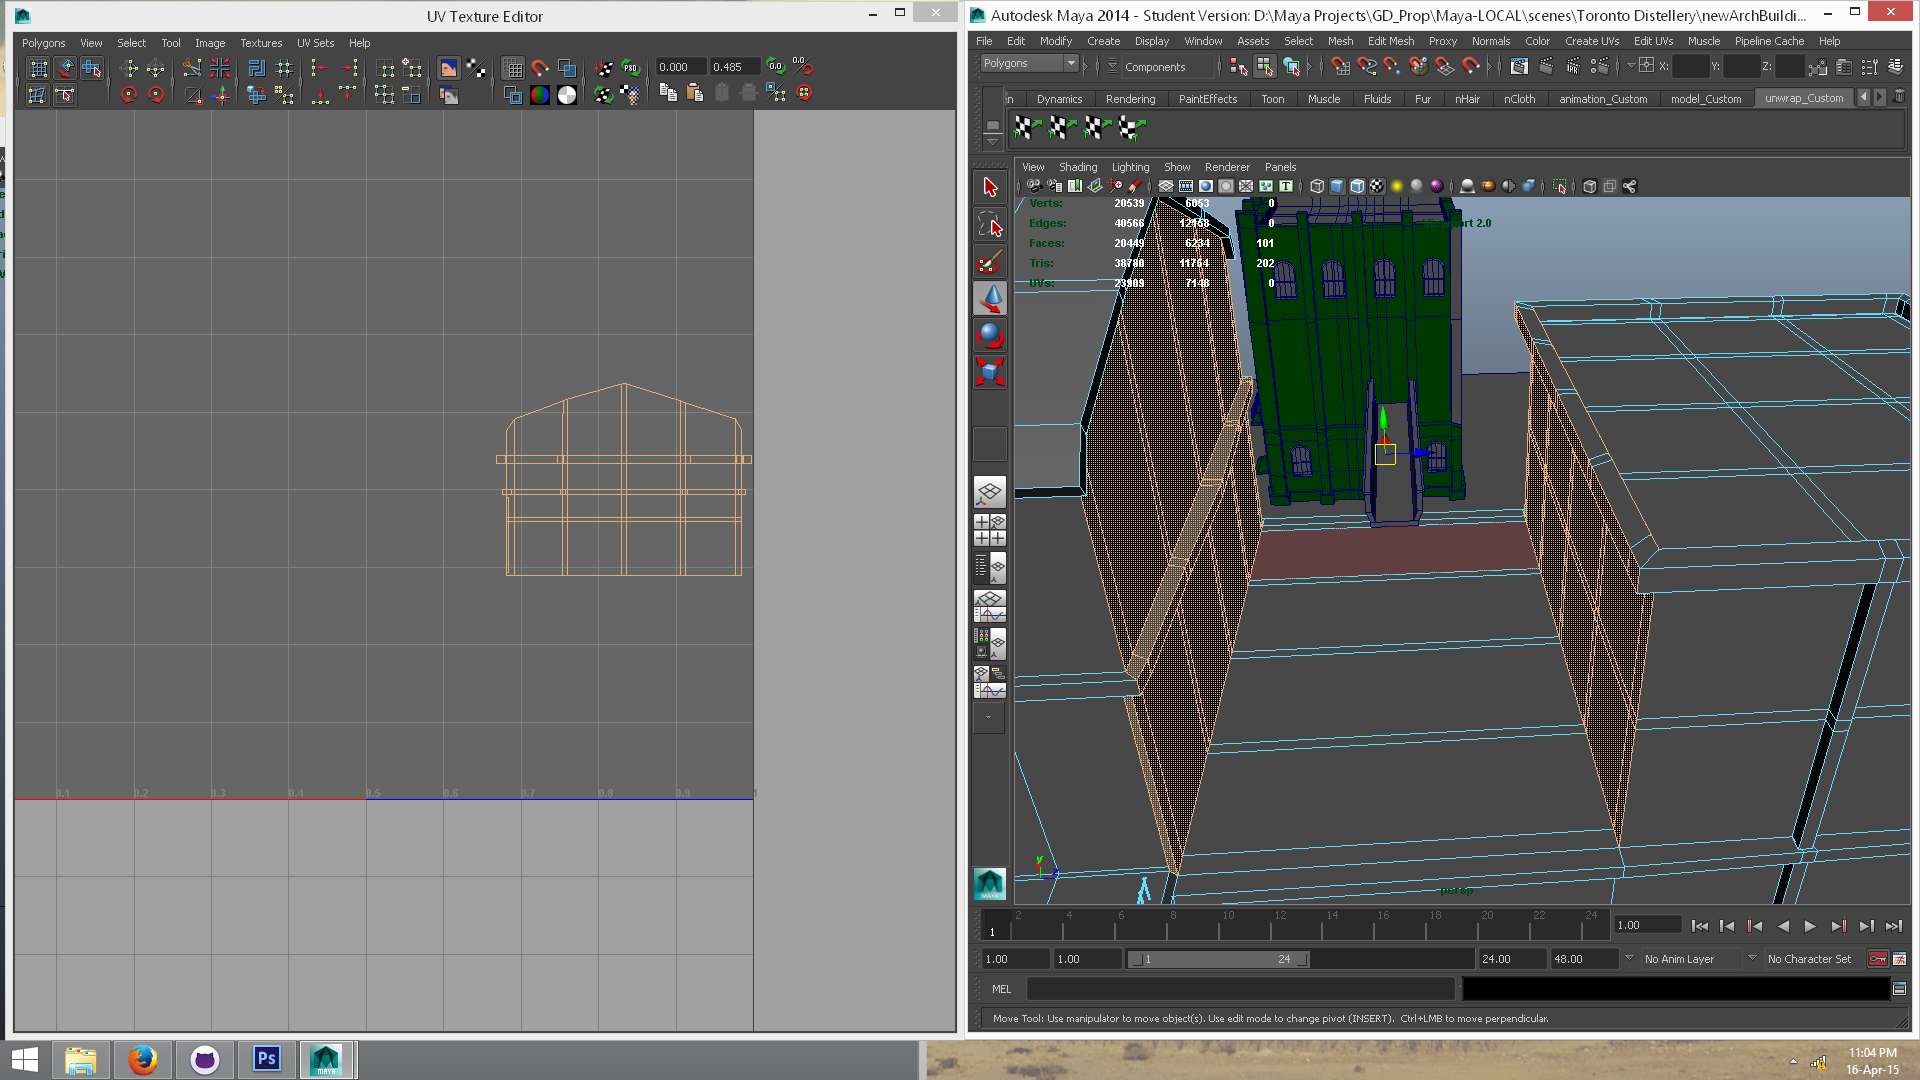 UV Texture Editor
Polygons View Select Tool Image Textures UV Sets Help
0.000 0.485
0.1 0.2 0.3 0.4 0.5 0.6 0.7 0.8 0.9 1
Autodesk Maya 2014 - Student Version: D:\Maya Projects\GD_Prop\Maya-LOCAL\scenes\Toronto Distellery\newArchBuildi...
File Edit Modify Create Display Window Assets Select Mesh Edit Mesh Proxy Normals Color Create UVs Edit UVs Muscle Pipeline Cache Help
Polygons Components X: Y: Z:
Dynamics Rendering PaintEffects Toon Muscle Fluids Fur nHair nCloth animation_Custom model_Custom unwrap_Custom
View Shading Lighting Show Renderer Panels
Verts: 20539 6053 0
Edges: 40566 12158 0
Faces: 20449 6234 101
Tris: 38780 11764 202
UVs: 23909 7148 0
Viewport 2.0
y
persp
2 4 6 8 10 12 14 16 18 20 22 24
1
1.00
1.00 1.00 1 24 24.00 48.00 No Anim Layer No Character Set
MEL
Move Tool: Use manipulator to move object(s). Use edit mode to change pivot (INSERT). Ctrl+LMB to move perpendicular.
Ps
MAYA
11:04 PM
16-Apr-15